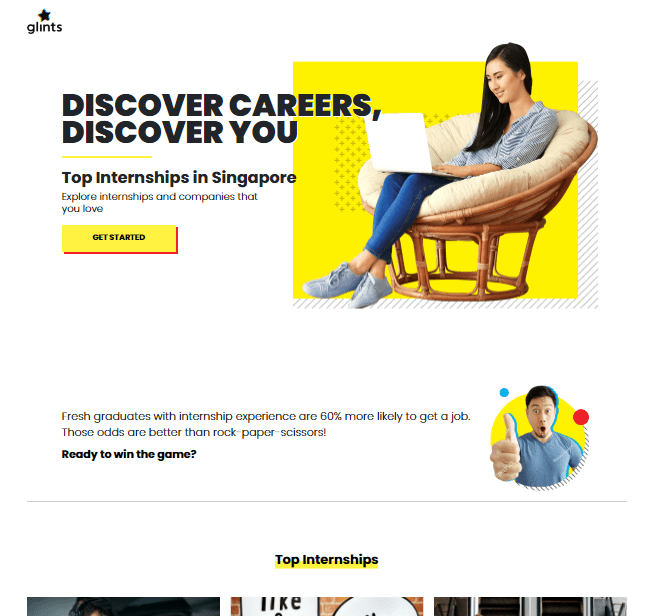 glints
DISCOVER CAREERS,
DISCOVER YOU
Top Internships in Singapore
Explore internships and companies that
you love
GET STARTED
Fresh graduates with internship experience are 60% more likely to get a job.
Those odds are better than rock-paper-scissors!
Ready to win the game?
Top Internships
like